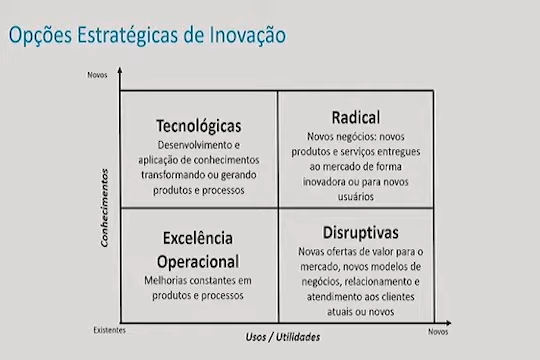 Opções Estratégicas de Inovação
Novos
Tecnológicas
Desenvolvimento e
aplicação de conhecimentos
transformando ou gerando
produtos e processos
Radical
Novos negócios: novos
produtos e serviços entregues
ao mercado de forma
inovadora ou para novos
usuários
Conhecimentos
Excelência
Operacional
Melhorias constantes em
produtos e processos
Disruptivas
Novas ofertas de valor para o
mercado, novos modelos de
negócios, relacionamento e
atendimento aos clientes
atuais ou novos
Existentes
Usos / Utilidades
Novos